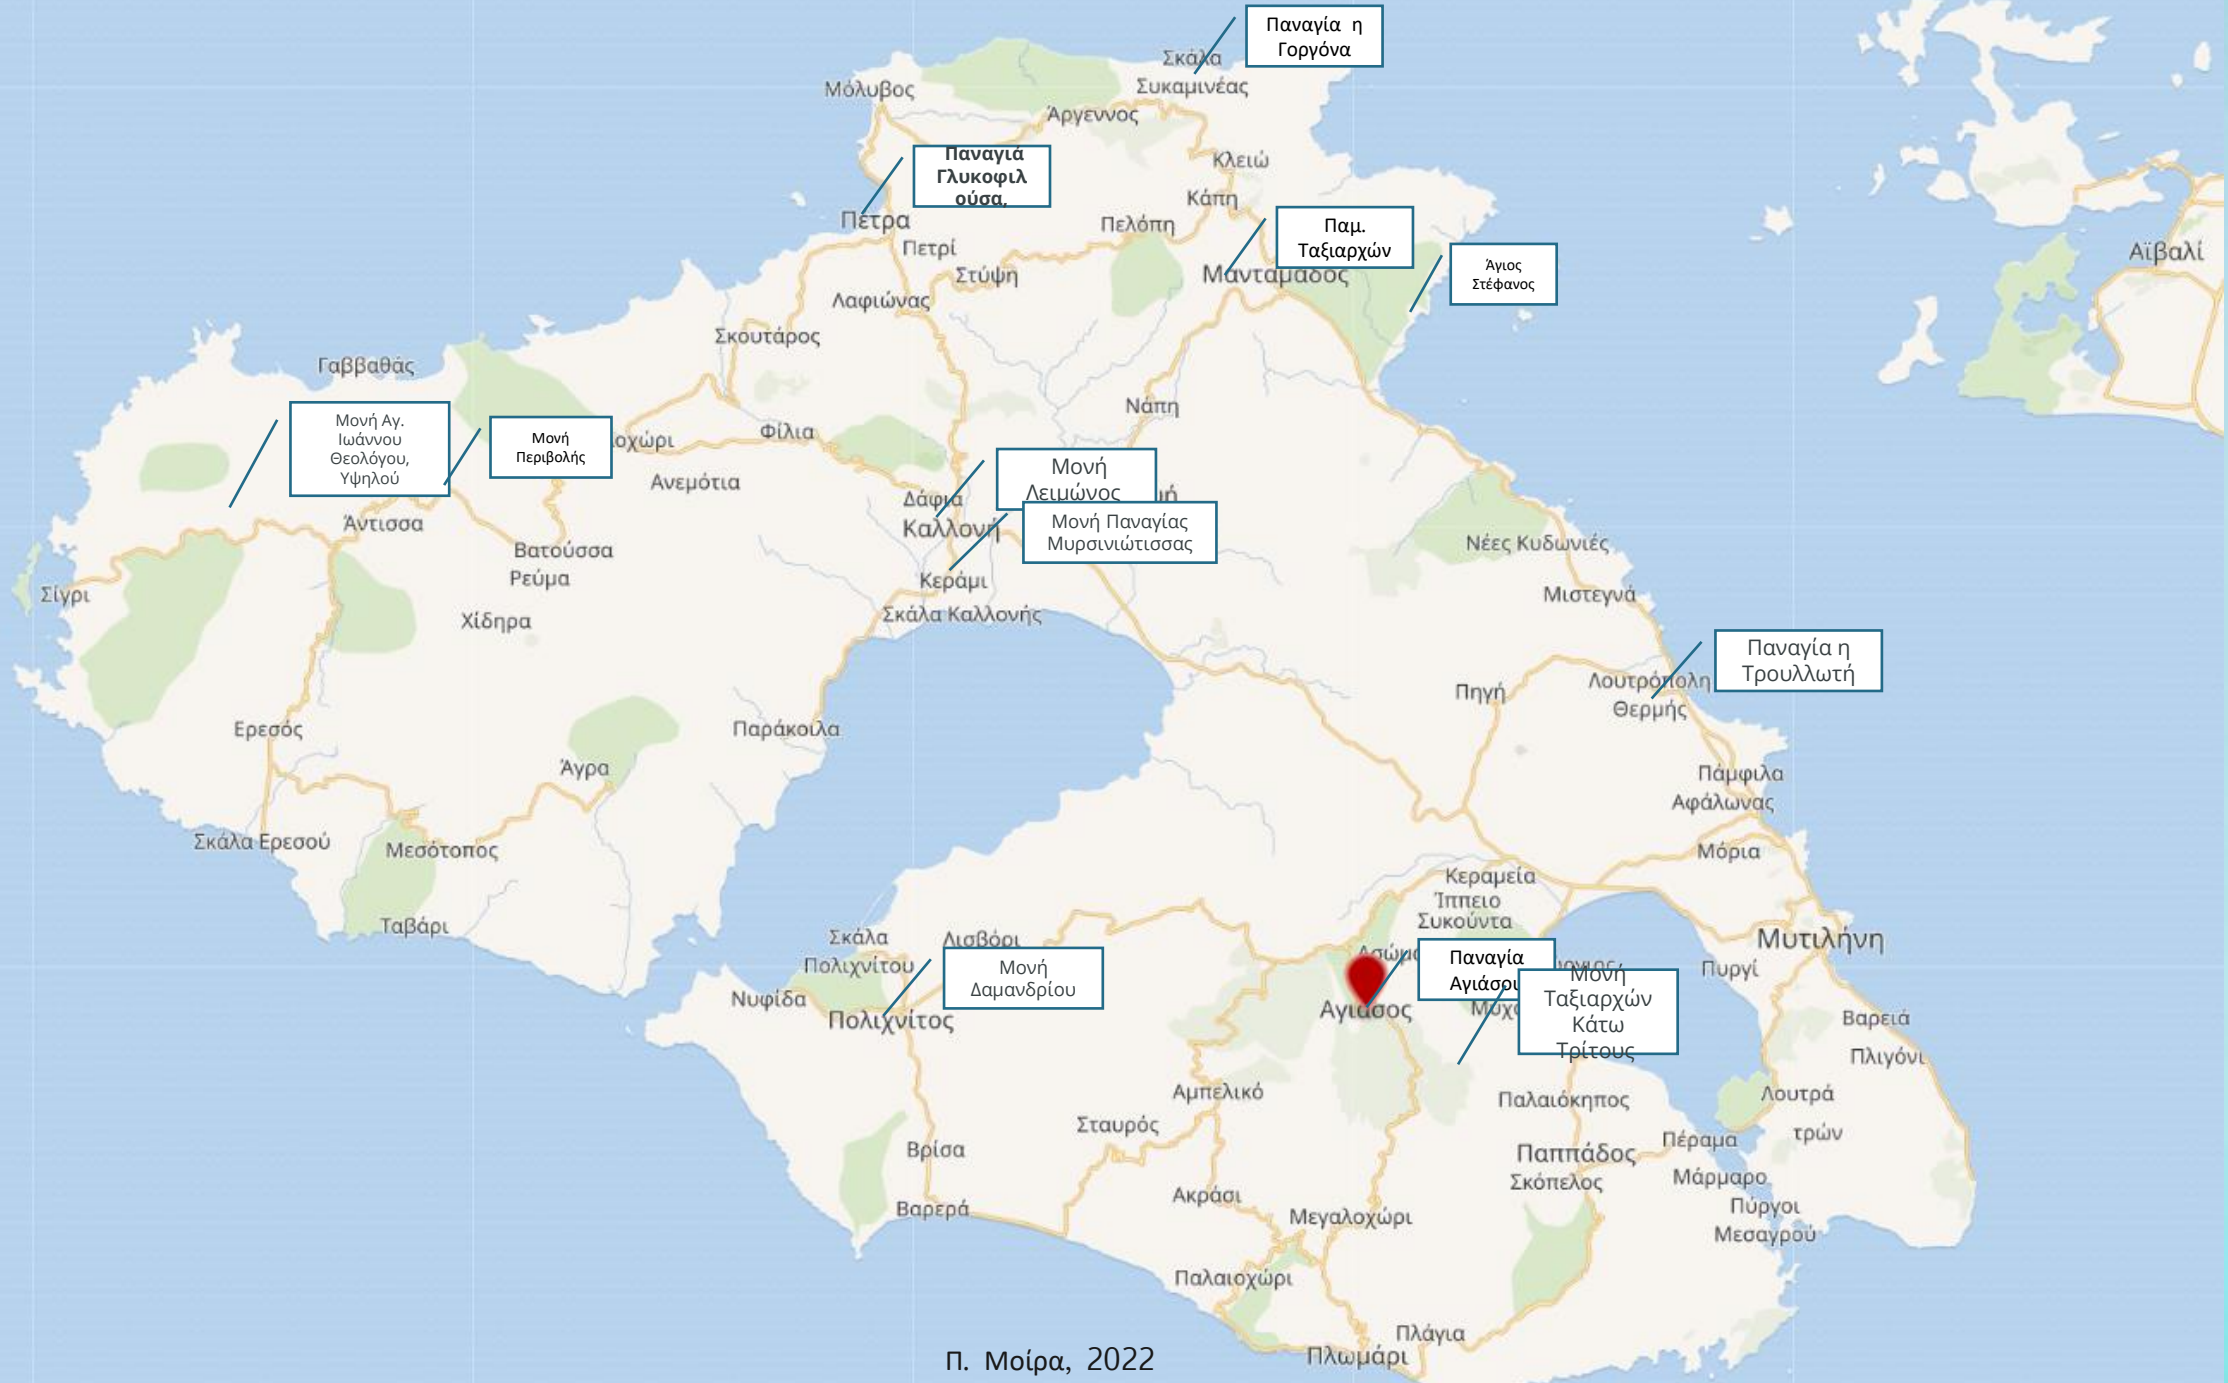 Παναγία η
Γοργόνα
Σκάλα
Συκαμινέας
Μόλυβος
Άργεννος
Παναγιά
Γλυκοφιλ
ούσα,
Κλειώ
Κάπη
Πέτρα
Πελόπη
Παμ.
Ταξιαρχών
Πετρί
Στύψη
Μανταμάδος
Άγιος
Στέφανος
Αϊβαλί
Λαφιώνας
Σκουτάρος
Γαββαθάς
Νάπη
Μονή Αγ.
Ιωάννου
Θεολόγου,
Υψηλού
Μονή
Περιβολής
οχώρι
Φίλια
Ανεμότια
Μονή
Λειμώνος
Δάφια
Καλλονή
Μονή Παναγίας
Μυρσινιώτισσας
Άντισσα
Βατούσσα
Ρεύμα
Νέες Κυδωνιές
Κεράμι
Σίγρι
Μιστεγνά
Χίδηρα
Σκάλα Καλλονής
Παναγία η
Τρουλλωτή
Πηγή
Λουτρόπολη
Θερμής
Ερεσός
Παράκοιλα
Άγρα
Πάμφιλα
Αφάλωνας
Σκάλα Ερεσού
Μεσότοπος
Μόρια
Κεραμεία
Ίππειο
Συκούντα
Ταβάρι
Σκάλα
Πολιχνίτου
Λισβόρι
Μυτιλήνη
Μονή
Δαμανδρίου
Παναγία
Αγιάσου
Μονή
Ταξιαρχών
Κάτω
Τρίτους
Πυργί
Νυφίδα
Πολιχνίτος
Αγιάσος
Βαρειά
Πλιγόνι
Αμπελικό
Παλαιόκηπος
Λουτρά
Σταυρός
τρών
Βρίσα
Παππάδος
Πέραμα
Σκόπελος
Μάρμαρο
Ακράσι
Βαρερά
Μεγαλοχώρι
Πύργοι
Μεσαγρού
Παλαιοχώρι
Πλάγια
Πλωμάρι
Π. Μοίρα, 2022